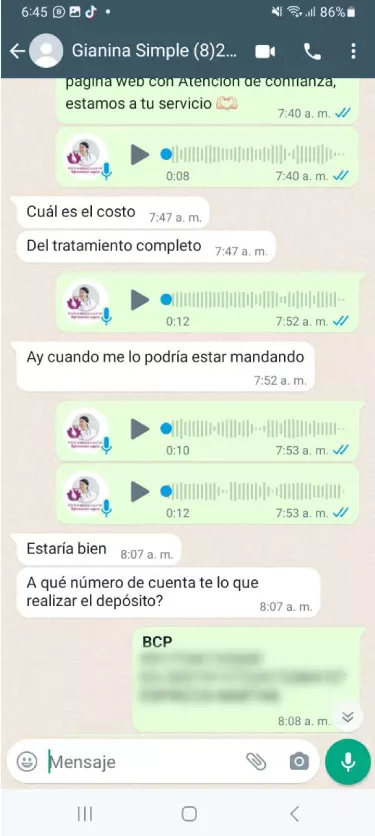 6:45
86%
Gianina Simple (8)2...
página web con Atención de confianza,
estamos a tu servicio
7:40 a. m.
0:08
7:40 a. m.
Cuál es el costo
7:47 a. m.
Del tratamiento completo
7:47 a. m.
0:12
7:52 a. m.
Ay cuando me lo podría estar mandando
7:52 a. m.
0:10
7:53 a. m.
0:12
7:53 a. m.
Estaría bien
8:07 a. m.
A qué número de cuenta te lo que
realizar el depósito?
8:07 a. m.
BCP
8:08 a. m.
Mensaje